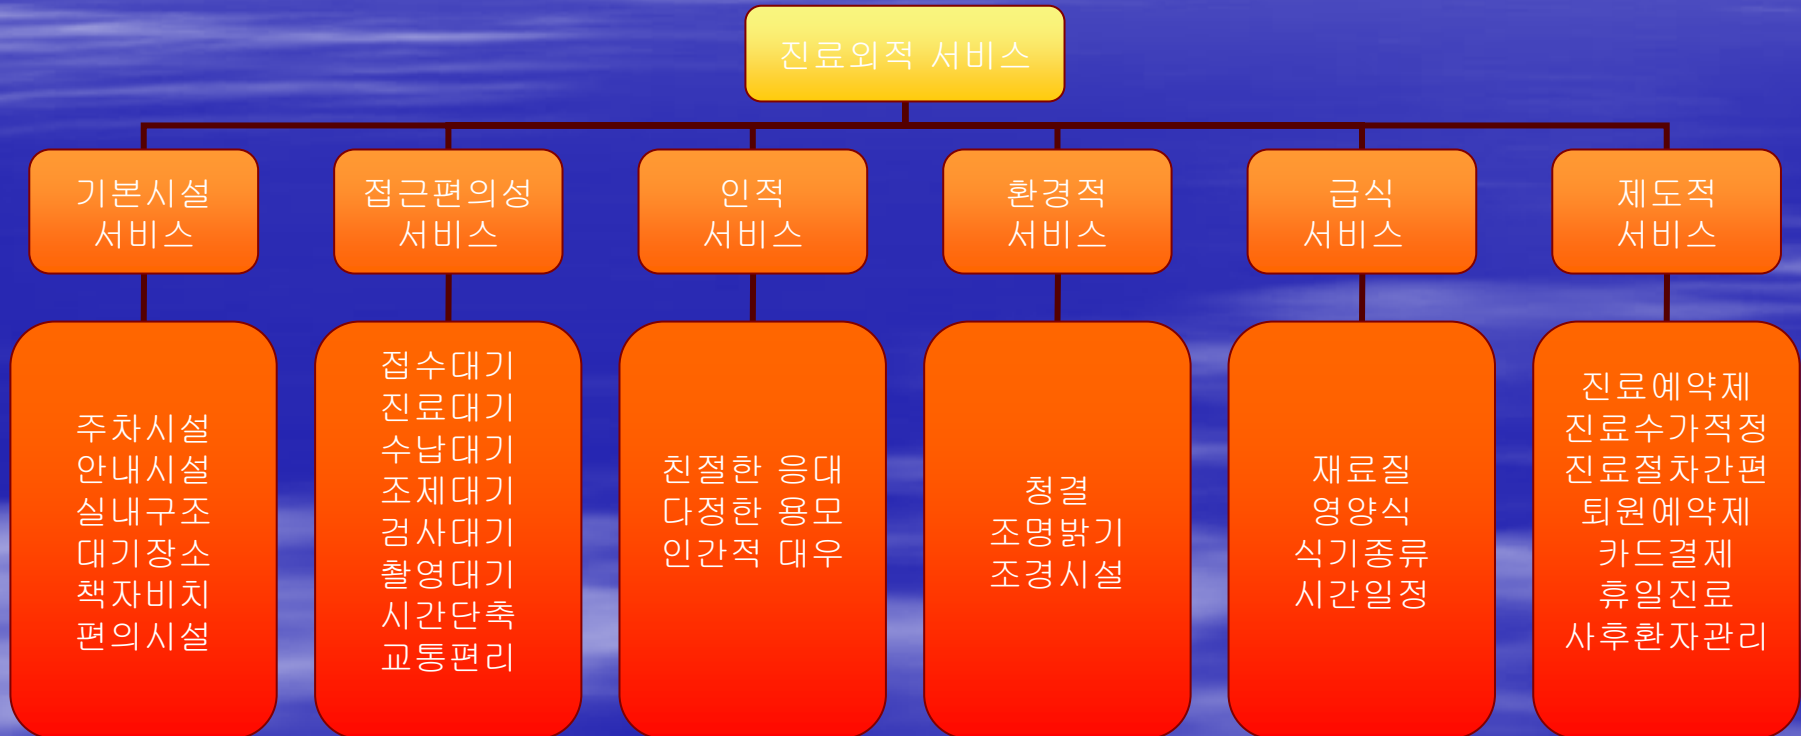 진료외적 서비스
기본시설
서비스
접근편의성
서비스
인적
서비스
환경적
서비스
급식
서비스
제도적
서비스
주차시설
안내시설
실내구조
대기장소
책자비치
편의시설
접수대기
진료대기
수납대기
조제대기
검사대기
촬영대기
시간단축
교통편리
친절한 응대
다정한 용모
인간적 대우
청결
조명밝기
조경시설
재료질
영양식
식기종류
시간일정
진료예약제
진료수가적정
진료절차간편
퇴원예약제
카드결제
휴일진료
사후환자관리